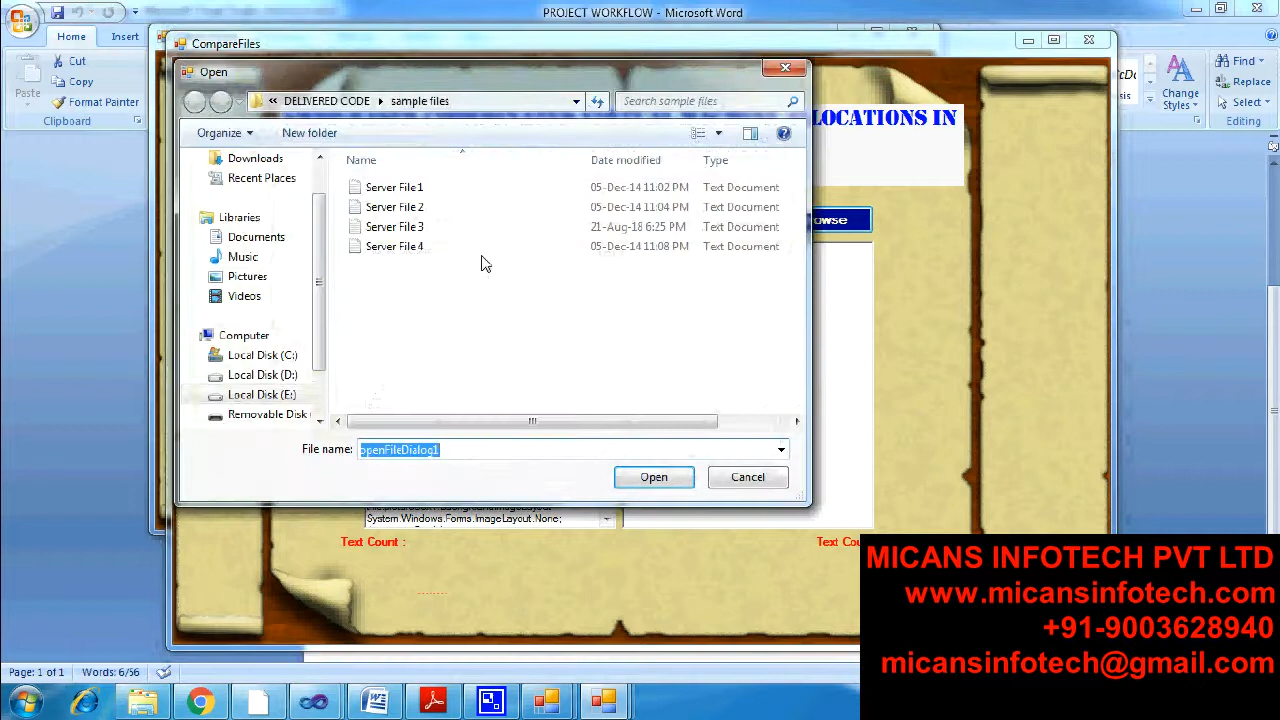 PROJECT WORKFLOW - Microsoft Word
Home
Insert
Cut
Copy
Paste
Format Painter
Clipboard
Change
Styles
Find
Replace
Select
Editing
CompareFiles
LOCATIONS IN
Open
DELIVERED CODE
sample files
Search sample files
Organize
New folder
Downloads
Recent Places
Libraries
Documents
Music
Pictures
Videos
Computer
Local Disk (C:)
Local Disk (D:)
Local Disk (E:)
Removable Disk
Name Date modified Type
Server File 1 05-Dec-14 11:02 PM Text Document
Server File 2 05-Dec-14 11:04 PM Text Document
Server File 3 21-Aug-18 6:25 PM Text Document
Server File 4 05-Dec-14 11:08 PM Text Document
File name: openFileDialog1
Open
Cancel
System.Windows.Forms.ImageLayout.None;
Text Count :
Page: 1 of 1 Words: 6/56
MICANS INFOTECH PVT LTD
www.micansinfotech.com
+91-9003628940
micansinfotech@gmail.com